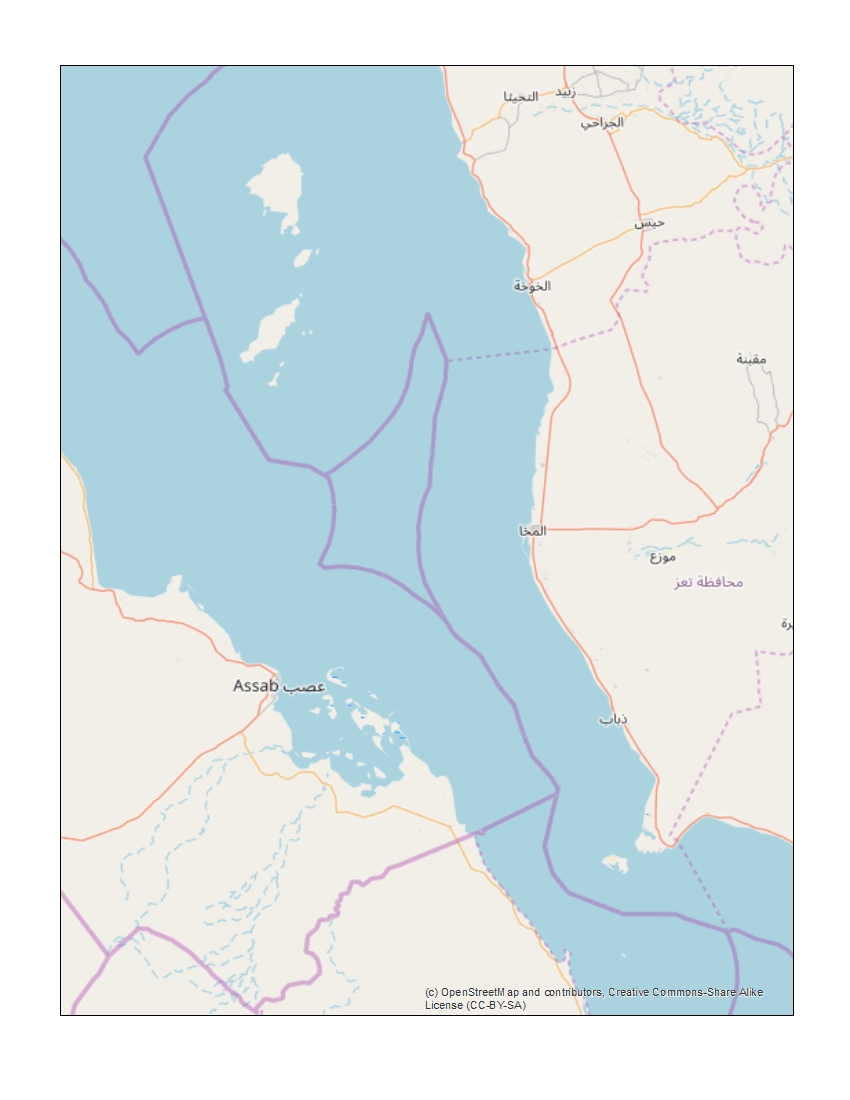 زبيد
التحيتا
الجراحي
حيس
الخوخة
مقبنة
المخا
موزع
محافظة تعز
Assab عصب
ذباب
(c) OpenStreetMap and contributors, Creative Commons-Share Alike
License (CC-BY-SA)